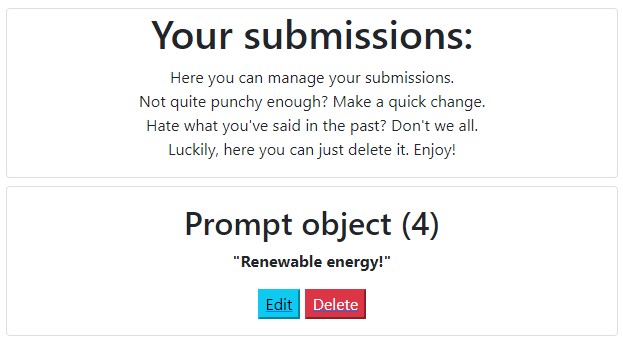 Your submissions:
Here you can manage your submissions.
Not quite punchy enough? Make a quick change.
Hate what you've said in the past? Don't we all.
Luckily, here you can just delete it. Enjoy!
Prompt object (4)
"Renewable energy!"
Edit Delete